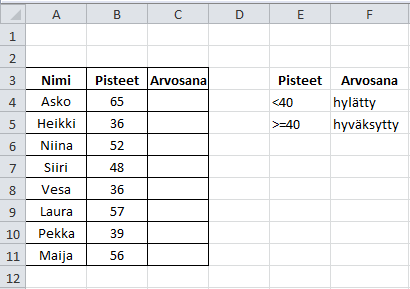 A B C D E F
1
2
3 Nimi Pisteet Arvosana Pisteet Arvosana
4 Asko 65 <40 hylätty
5 Heikki 36 >=40 hyväksytty
6 Niina 52
7 Siiri 48
8 Vesa 36
9 Laura 57
10 Pekka 39
11 Maija 56
12